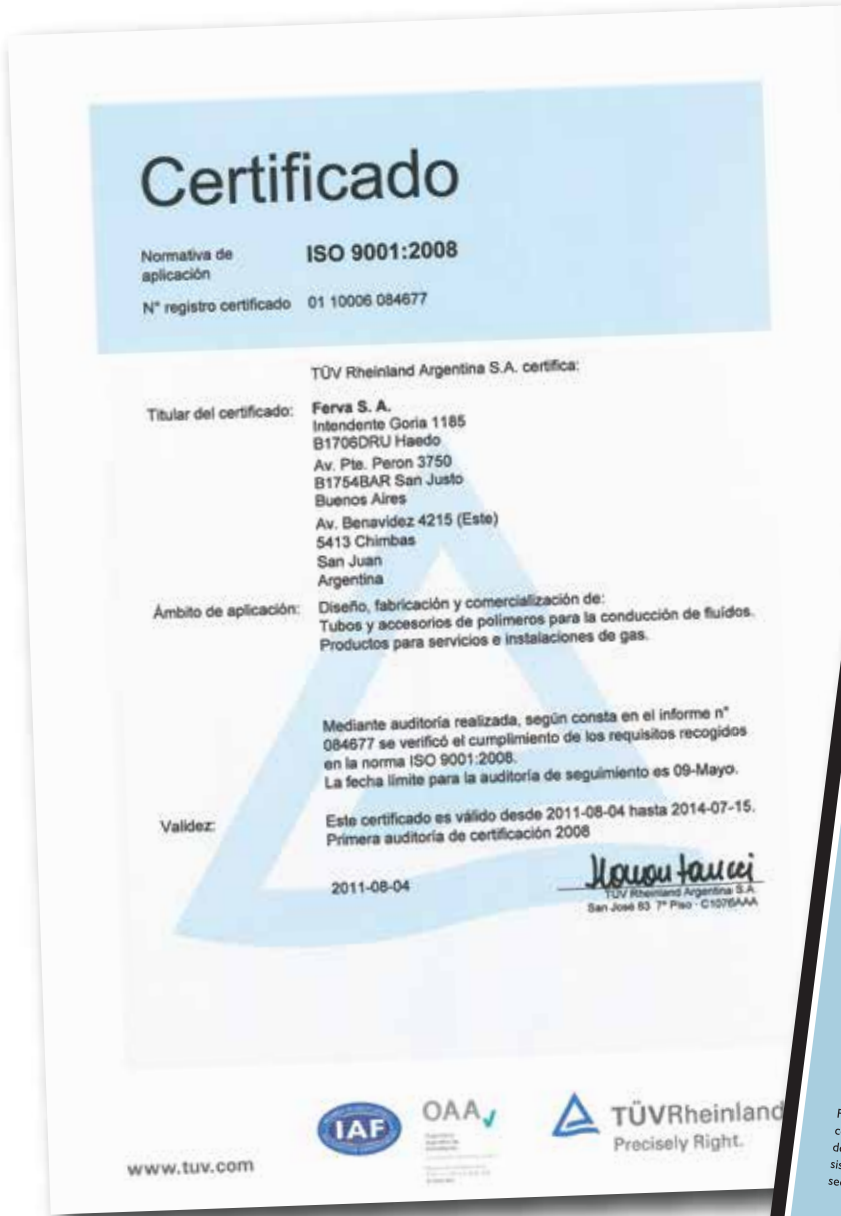 Certificado
Normativa de aplicación
ISO 9001:2008
N° registro certificado 01 10006 084677
TÜV Rheinland Argentina S.A. certifica:
Titular del certificado: Ferva S. A.
Intendente Goria 1185
B1706DRU Haedo
Av. Pte. Peron 3750
B1754BAR San Justo
Buenos Aires
Av. Benavidez 4215 (Este)
5413 Chimbas
San Juan
Argentina
Ámbito de aplicación: Diseño, fabricación y comercialización de:
Tubos y accesorios de polímeros para la conducción de fluídos.
Productos para servicios e instalaciones de gas.
Mediante auditoría realizada, según consta en el informe n°
084677 se verificó el cumplimiento de los requisitos recogidos
en la norma ISO 9001:2008.
La fecha límite para la auditoría de seguimiento es 09-Mayo.
Validez: Este certificado es válido desde 2011-08-04 hasta 2014-07-15.
Primera auditoría de certificación 2008
2011-08-04
TÜV Rheinland Argentina S.A.
San José 83 7° Piso - C1076AAA
IAF
OAA
TÜVRheinland
Precisely Right.
www.tuv.com